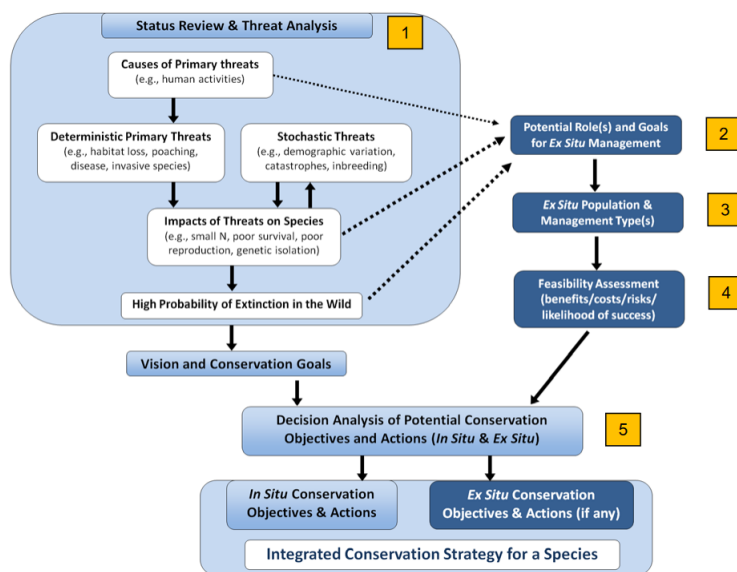 Status Review & Threat Analysis
1
Causes of Primary threats
(e.g., human activities)
Deterministic Primary Threats
(e.g., habitat loss, poaching,
disease, invasive species)
Stochastic Threats
(e.g., demographic variation,
catastrophes, inbreeding)
Impacts of Threats on Species
(e.g., small N, poor survival, poor
reproduction, genetic isolation)
High Probability of Extinction in the Wild
Potential Role(s) and Goals
for Ex Situ Management
2
Ex Situ Population &
Management Type(s)
3
Feasibility Assessment
(benefits/costs/risks/
likelihood of success)
4
Vision and Conservation Goals
Decision Analysis of Potential Conservation
Objectives and Actions (In Situ & Ex Situ)
5
In Situ Conservation
Objectives & Actions
Ex Situ Conservation
Objectives & Actions (if any)
Integrated Conservation Strategy for a Species